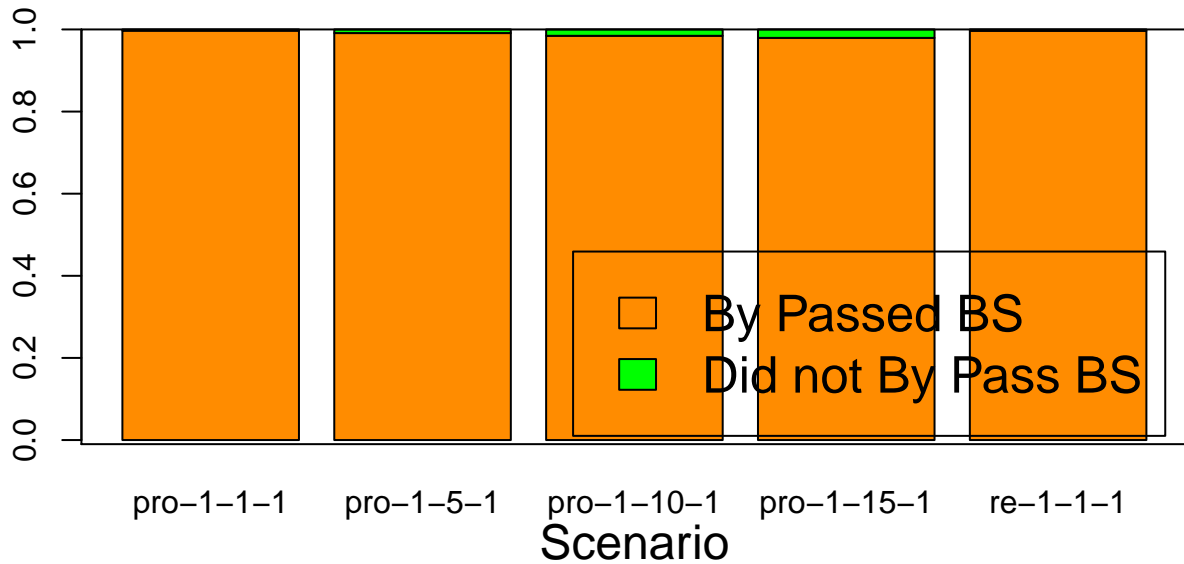 1.0
0.8
0.6
0.4
0.2
0.0
By Passed BS
Did not By Pass BS
pro−1−1−1 pro−1−5−1 pro−1−10−1 pro−1−15−1 re−1−1−1
Scenario